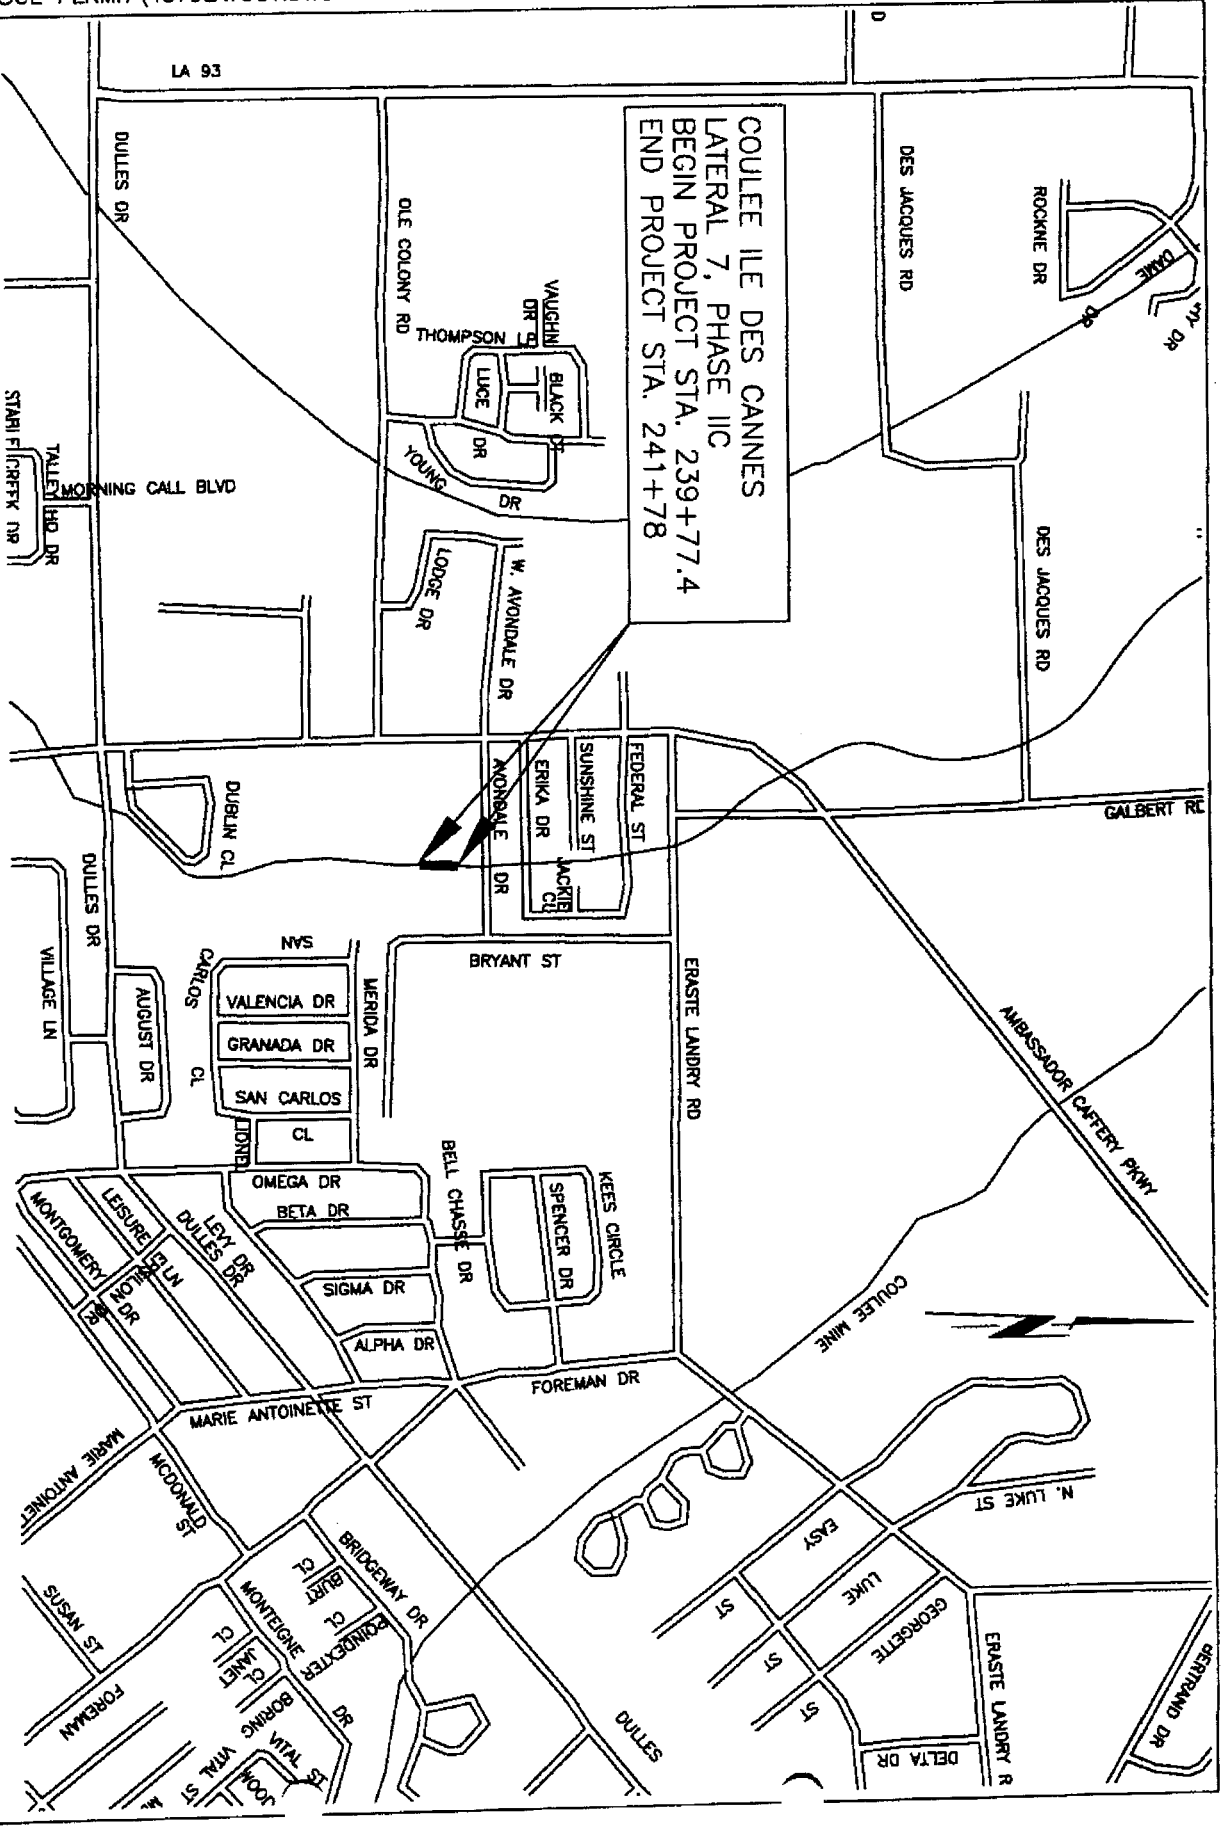 LA 93
D
DULLES DR
OLE COLONY RD
COULEE ILE DES CANNES
LATERAL 7, PHASE IIC
BEGIN PROJECT STA. 239+77.4
END PROJECT STA. 241+78
DES JACQUES RD
ROCKNE DR
DAME
DR
DR
VAUGHN
DR
THOMPSON LP
BLACK CT
LUCE
DR
YOUNG
DR
TALLEY HO DR
MORNING CALL BLVD
LODGE DR
W. AVONDALE DR
DES JACQUES RD
DUBLIN CL
AVONDALE
DR
ERIKA DR
SUNSHINE ST
FEDERAL ST
JACKIE
CL
GALBERT RD
DULLES DR
VILLAGE LN
AUGUST DR
SAN
CARLOS
CL
VALENCIA DR
GRANADA DR
SAN CARLOS
CL
LIONEL
MERIDA DR
BRYANT ST
ERASTE LANDRY RD
AMBASSADOR CAFFERY PKWY
OMEGA DR
BETA DR
SIGMA DR
ALPHA DR
BELL CHASSE DR
SPENCER DR
KEES CIRCLE
LEVY DR
DULLES DR
LEISURE
LN
MONTGOMERY
DR
COULEE MINE
FOREMAN DR
MARIE ANTOINETTE ST
MARIE ANTOINET
MCDONALD
ST
N. LUKE ST
EASY
ST
LUKE
ST
GEORGETTE
ST
SUSAN ST
FOREMAN
MONTEIGNE
DR
BRIDGEWAY DR
BURT
CL
POINDEXTER
CL
JANET
CL
BORING
CL
VITAL ST
VITAL
ST
DULLES
DELTA DR
ERASTE LANDRY R
BERTRAND DR